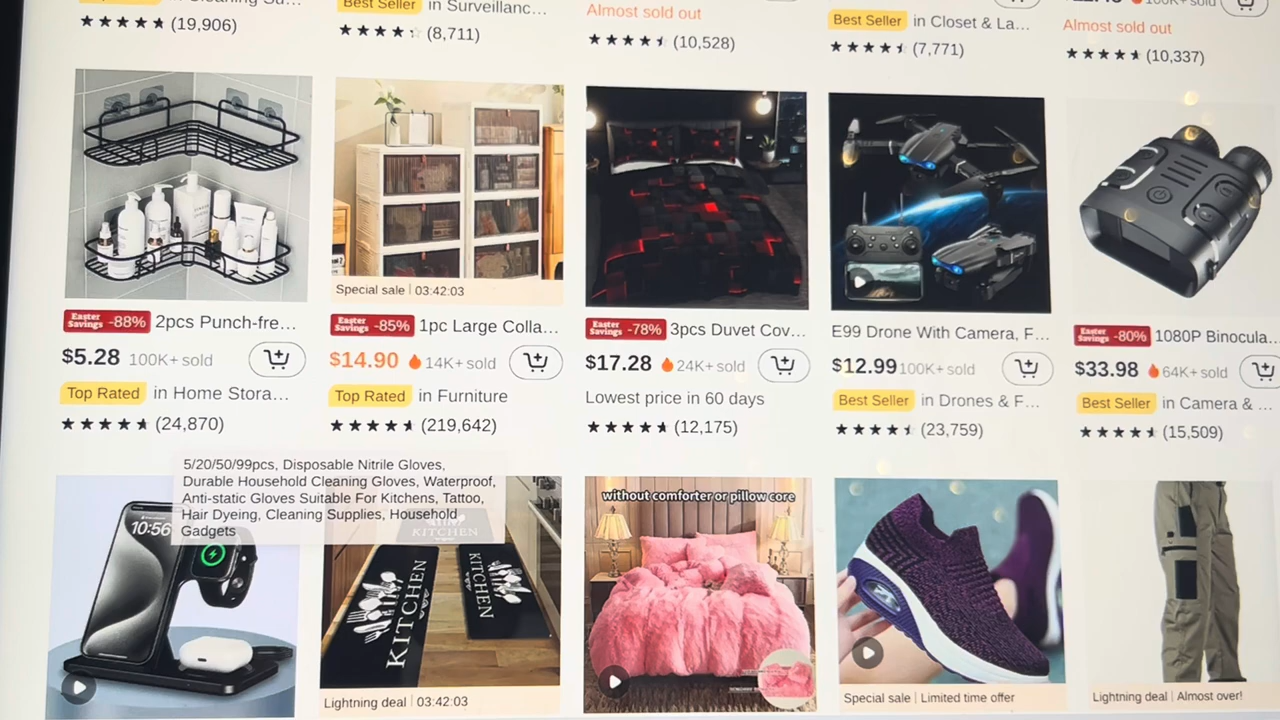 in Cleaning Su…
(19,906)
Best Seller in Surveillanc…
(8,711)
Almost sold out
(10,528)
Best Seller in Closet & La…
(7,771)
100K+ sold
Almost sold out
(10,337)
Special sale | 03:42:03
Easter Savings -88% 2pcs Punch-fre…
$5.28 100K+ sold
Top Rated in Home Stora…
(24,870)
Easter Savings -85% 1pc Large Colla…
$14.90 14K+ sold
Top Rated in Furniture
(219,642)
Easter Savings -78% 3pcs Duvet Cov…
$17.28 24K+ sold
Lowest price in 60 days
(12,175)
E99 Drone With Camera, F…
$12.99 100K+ sold
Best Seller in Drones & F…
(23,759)
Easter Savings -80% 1080P Binocula…
$33.98 64K+ sold
Best Seller in Camera & …
(15,509)
5/20/50/99pcs, Disposable Nitrile Gloves,
Durable Household Cleaning Gloves, Waterproof,
Anti-static Gloves Suitable For Kitchens, Tattoo,
Hair Dyeing, Cleaning Supplies, Household
Gadgets
10:56
KITCHEN
KITCHEN
KITCHEN
Lightning deal | 03:42:03
without comforter or pillow core
Special sale | Limited time offer
Lightning deal | Almost over!